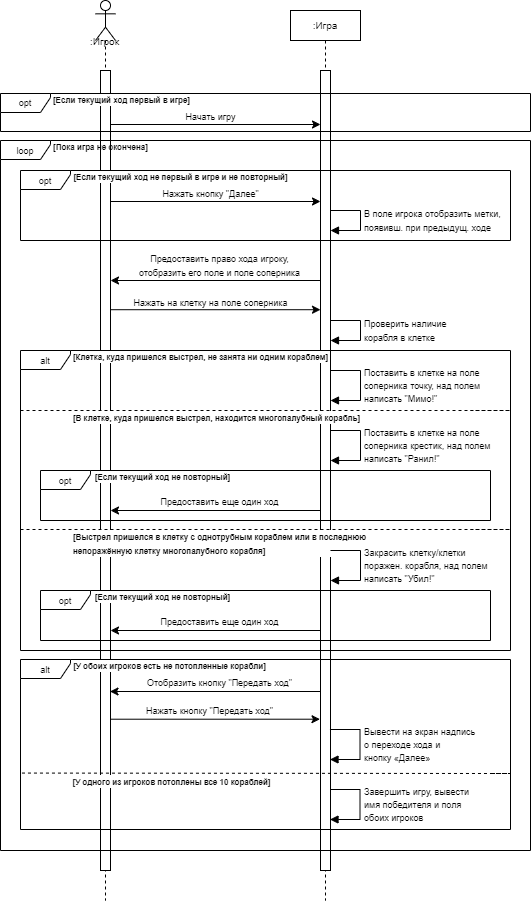 :Игрок
:Игра
opt
[Если текущий ход первый в игре]
Начать игру
loop
[Пока игра не окончена]
opt
[Если текущий ход не первый в игре и не повторный]
Нажать кнопку "Далее"
В поле игрока отобразить метки,
появивш. при предыдущ. ходе
Предоставить право хода игроку,
отобразить его поле и поле соперника
Нажать на клетку на поле соперника
Проверить наличие
корабля в клетке
alt
[Клетка, куда пришелся выстрел, не занята ни одним кораблем]
Поставить в клетке на поле
соперника точку, над полем
написать "Мимо!"
[В клетке, куда пришелся выстрел, находится многопалубный корабль]
Поставить в клетке на поле
соперника крестик, над полем
написать "Ранил!"
opt
[Если текущий ход не повторный]
Предоставить еще один ход
[Выстрел пришелся в клетку с однотрубным кораблем или в последнюю
непоражённую клетку многопалубного корабля]
Закрасить клетку/клетки
поражен. корабля, над полем
написать "Убил!"
opt
[Если текущий ход не повторный]
Предоставить еще один ход
alt
[У обоих игроков есть не потопленные корабли]
Отобразить кнопку "Передать ход"
Нажать кнопку "Передать ход"
Вывести на экран надпись
о переходе хода и
кнопку «Далее»
[У одного из игроков потоплены все 10 кораблей]
Завершить игру, вывести
имя победителя и поля
обоих игроков